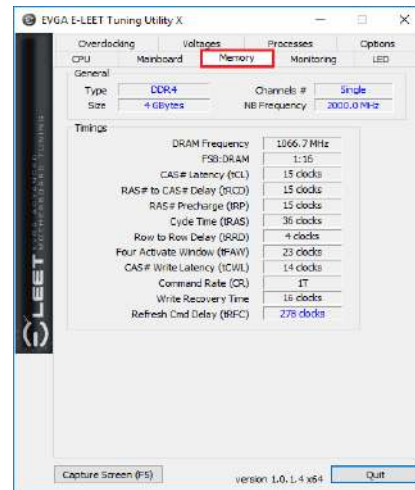 EVGA E-LEET Tuning Utility X
Overclocking Voltages Processes Options
CPU Mainboard Memory Monitoring LED
General
Type DDR4 Channels # Single
Size 4 GBytes NB Frequency 2000.0 MHz
Timings
DRAM Frequency 1066.7 MHz
FSB:DRAM 1:16
CAS# Latency (tCL) 15 clocks
RAS# to CAS# Delay (tRCD) 15 clocks
RAS# Precharge (tRP) 15 clocks
Cycle Time (tRAS) 36 clocks
Row to Row Delay (tRRD) 4 clocks
Four Activate Window (tFAW) 23 clocks
CAS# Write Latency (tCWL) 14 clocks
Command Rate (CR) 1T
Write Recovery Time 16 clocks
Refresh Cmd Delay (tRFC) 278 clocks
E-LEET EVGA ADVANCED
MOTHERBOARD TUNING
Capture Screen (F5) version 1.0.1.4 x64 Quit